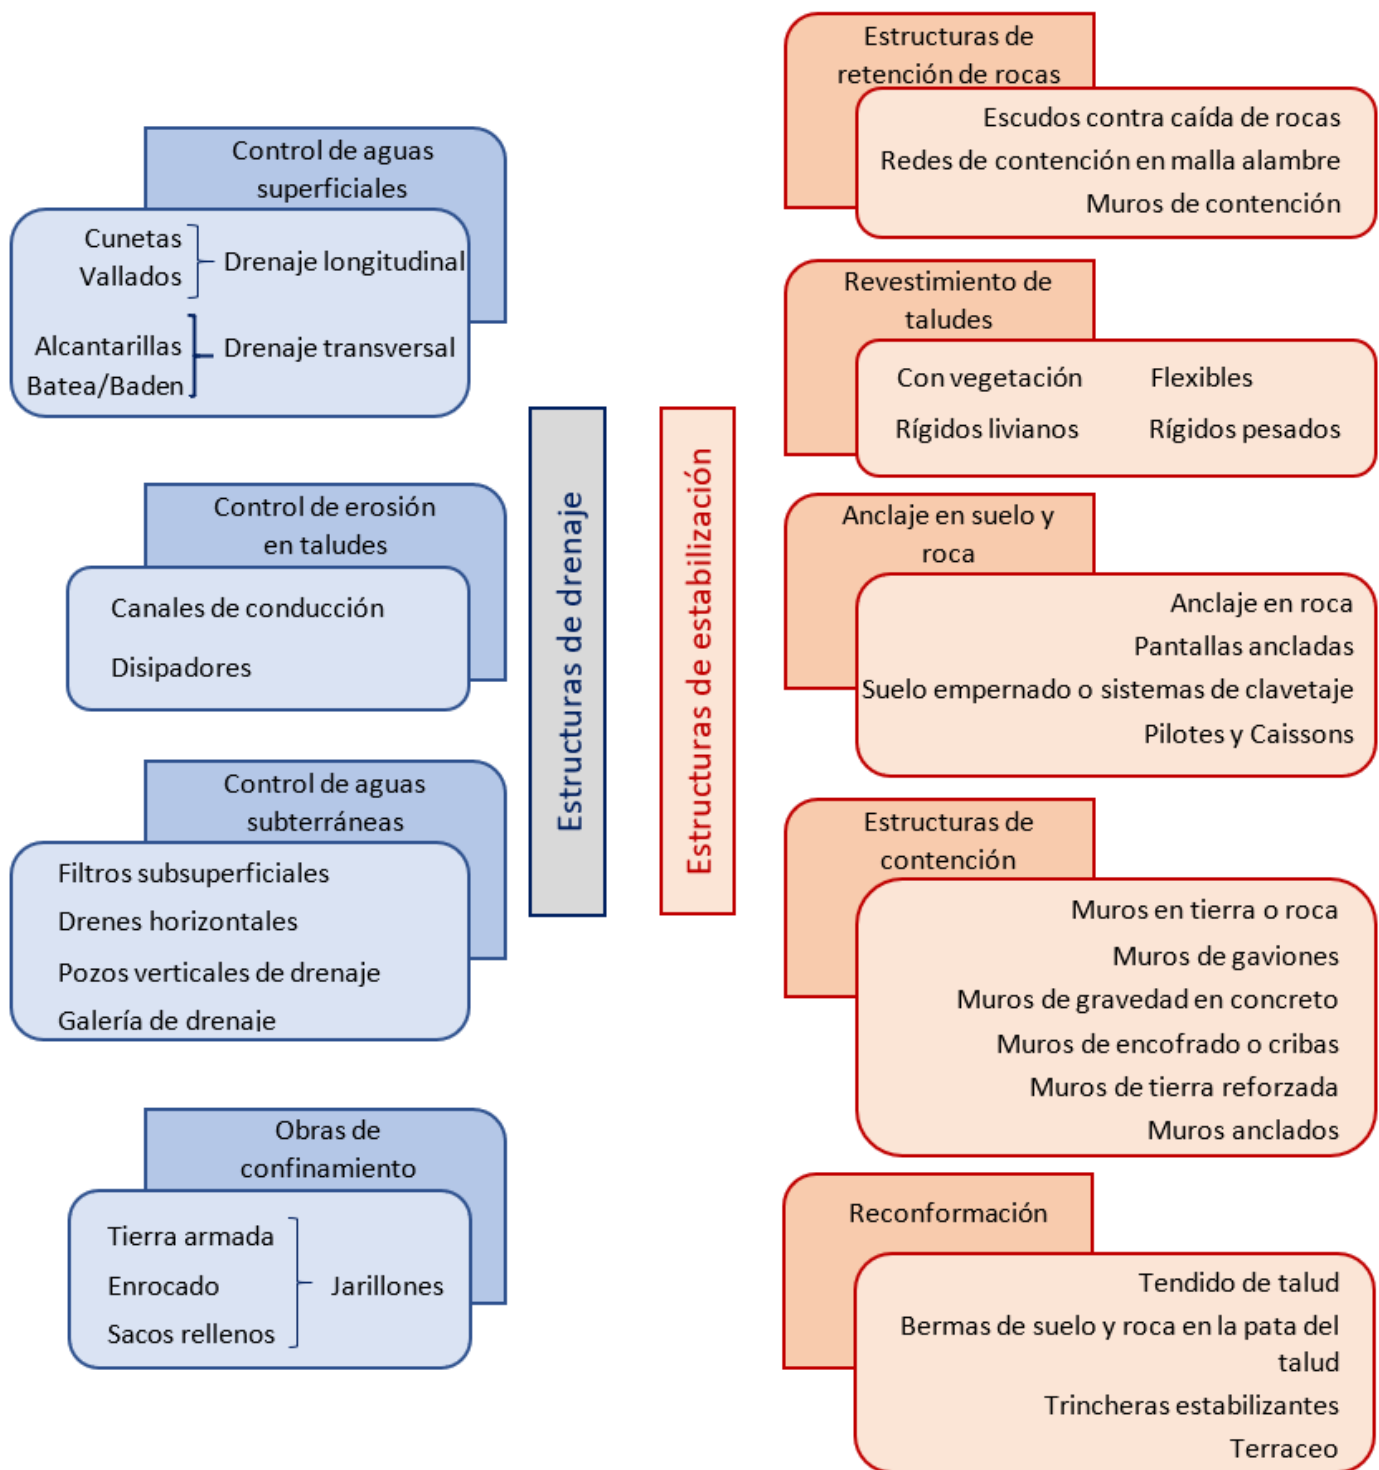 Control de aguas
superficiales
Cunetas
Vallados
Drenaje longitudinal
Alcantarillas
Batea/Baden
Drenaje transversal
Control de erosión
en taludes
Canales de conducción
Disipadores
Control de aguas
subterráneas
Filtros subsuperficiales
Drenes horizontales
Pozos verticales de drenaje
Galería de drenaje
Obras de
confinamiento
Tierra armada
Enrocado
Sacos rellenos
Jarillones
Estructuras de drenaje
Estructuras de estabilización
Estructuras de
retención de rocas
Escudos contra caída de rocas
Redes de contención en malla alambre
Muros de contención
Revestimiento de
taludes
Con vegetación Flexibles
Rígidos livianos Rígidos pesados
Anclaje en suelo y
roca
Anclaje en roca
Pantallas ancladas
Suelo empernado o sistemas de clavetaje
Pilotes y Caissons
Estructuras de
contención
Muros en tierra o roca
Muros de gaviones
Muros de gravedad en concreto
Muros de encofrado o cribas
Muros de tierra reforzada
Muros anclados
Reconformación
Tendido de talud
Bermas de suelo y roca en la pata del
talud
Trincheras estabilizantes
Terraceo